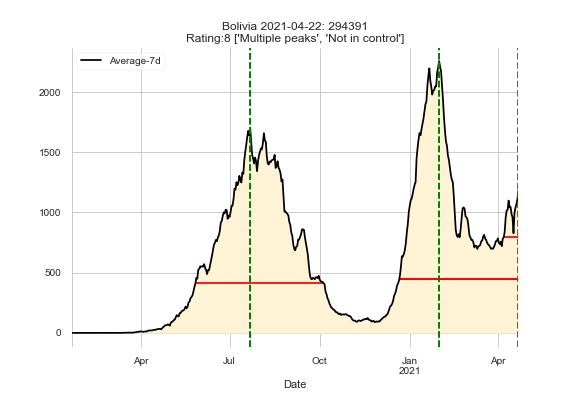 Bolivia 2021-04-22: 294391
Rating:8 ['Multiple peaks', 'Not in control']
Average-7d
2000
1500
1000
500
0
Apr
Jul
Oct
Jan
2021
Apr
Date